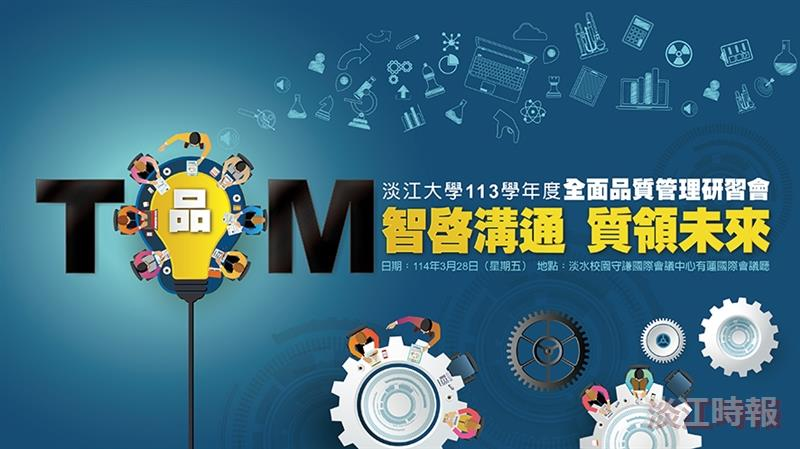 T品M
淡江大學113學年度全面品質管理研習會
智啓溝通 質領未來
日期：114年3月28日（星期五） 地點：淡水校園守謙國際會議中心有蓮國際會議廳
淡江時報